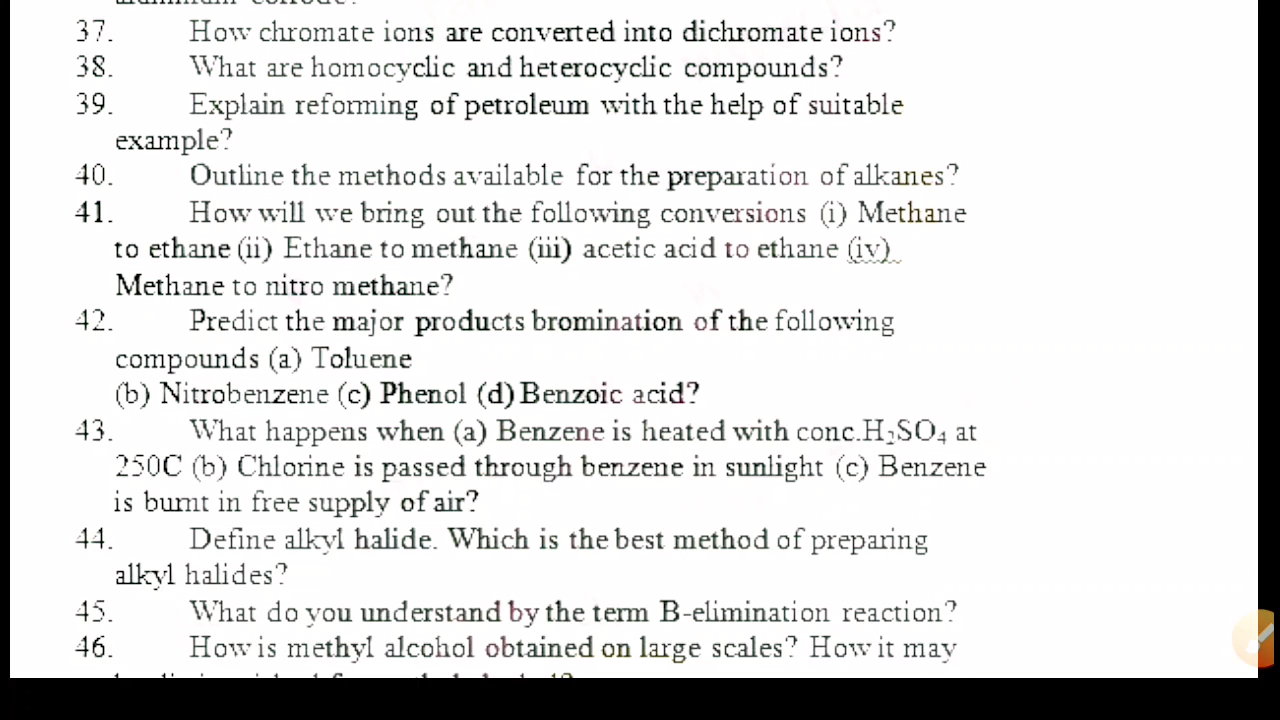 37. How chromate ions are converted into dichromate ions?
38. What are homocyclic and heterocyclic compounds?
39. Explain reforming of petroleum with the help of suitable
example?
40. Outline the methods available for the preparation of alkanes?
41. How will we bring out the following conversions (i) Methane
to ethane (ii) Ethane to methane (iii) acetic acid to ethane (iv)
Methane to nitro methane?
42. Predict the major products bromination of the following
compounds (a) Toluene
(b) Nitrobenzene (c) Phenol (d) Benzoic acid?
43. What happens when (a) Benzene is heated with conc.H₂SO₄ at
250C (b) Chlorine is passed through benzene in sunlight (c) Benzene
is burnt in free supply of air?
44. Define alkyl halide. Which is the best method of preparing
alkyl halides?
45. What do you understand by the term B-elimination reaction?
46. How is methyl alcohol obtained on large scales? How it may